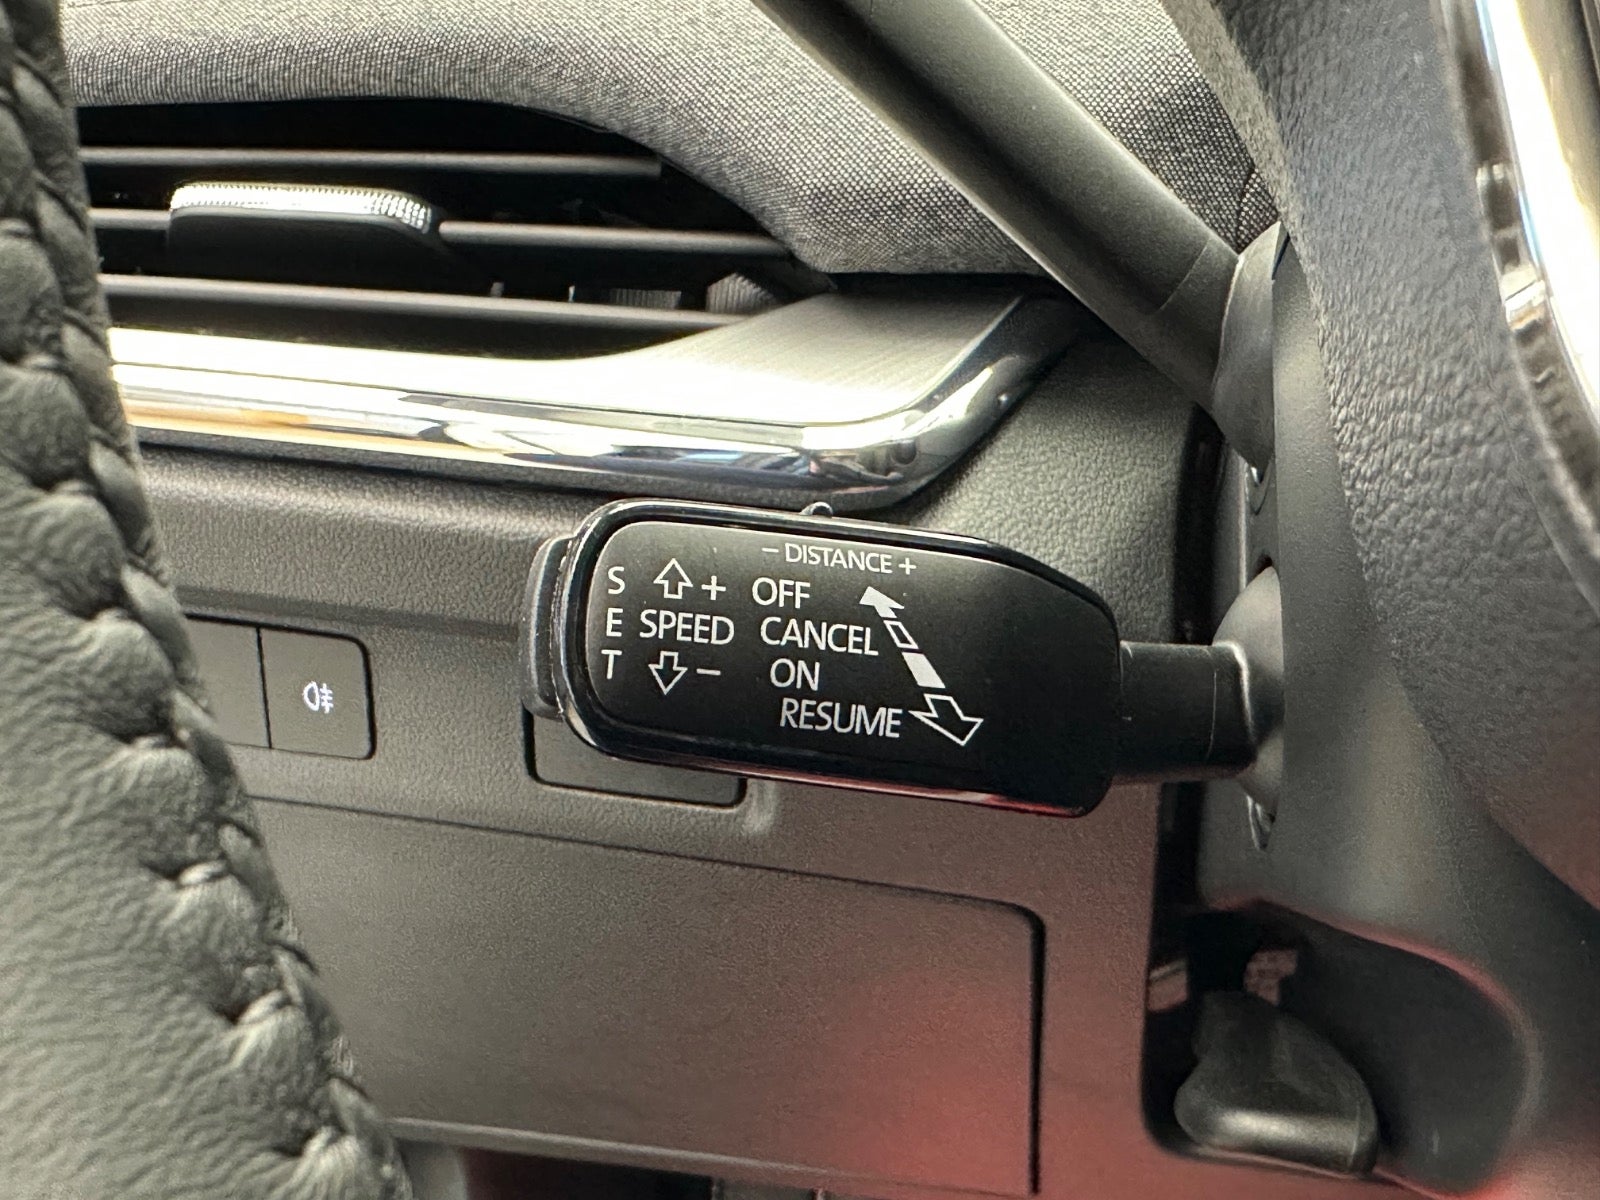 - DISTANCE +
S + OFF
E SPEED CANCEL
T - ON
RESUME